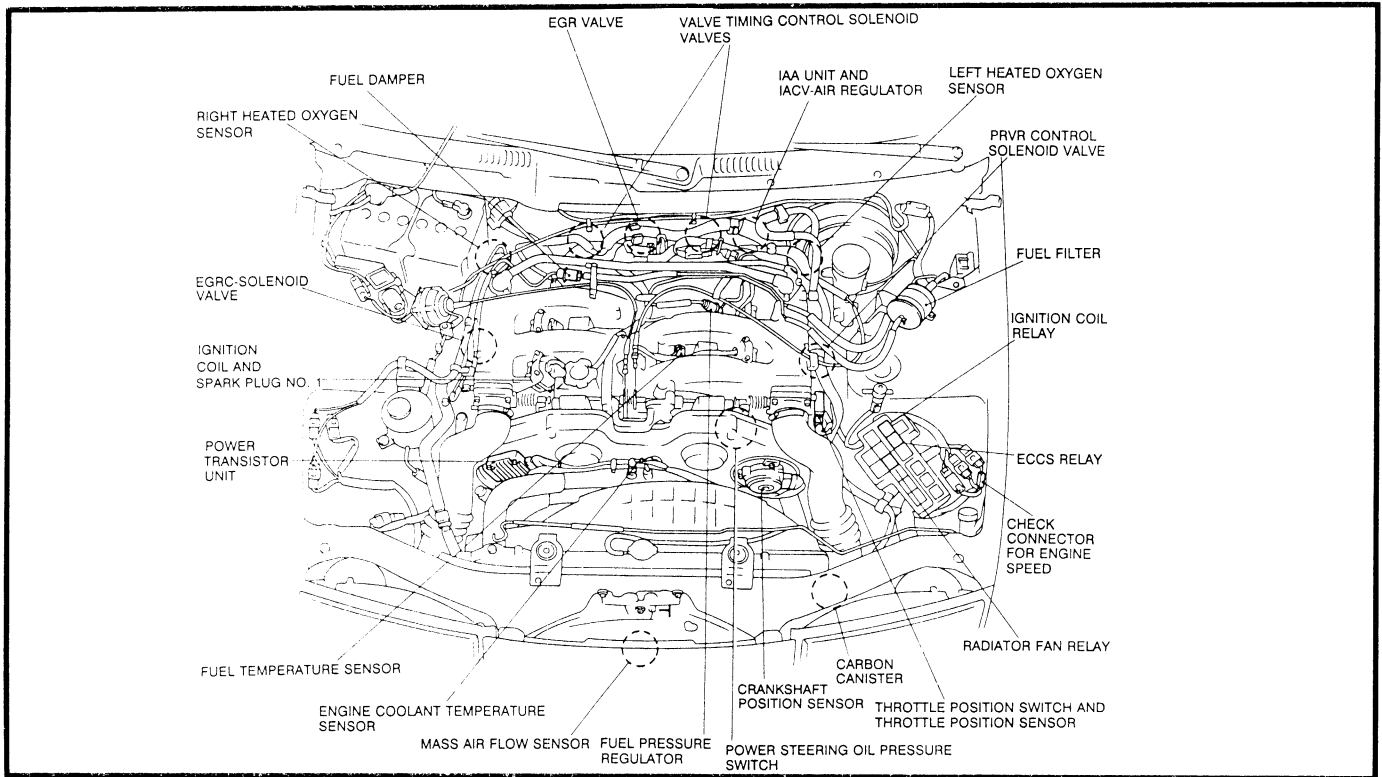 EGR VALVE
VALVE TIMING CONTROL SOLENOID
VALVES
FUEL DAMPER
IAA UNIT AND
IACV-AIR REGULATOR
LEFT HEATED OXYGEN
SENSOR
RIGHT HEATED OXYGEN
SENSOR
PRVR CONTROL
SOLENOID VALVE
FUEL FILTER
EGRC-SOLENOID
VALVE
IGNITION COIL
RELAY
IGNITION
COIL AND
SPARK PLUG NO. 1
POWER
TRANSISTOR
UNIT
ECCS RELAY
CHECK
CONNECTOR
FOR ENGINE
SPEED
RADIATOR FAN RELAY
FUEL TEMPERATURE SENSOR
CARBON
CANISTER
CRANKSHAFT
POSITION SENSOR
THROTTLE POSITION SWITCH AND
THROTTLE POSITION SENSOR
ENGINE COOLANT TEMPERATURE
SENSOR
MASS AIR FLOW SENSOR
FUEL PRESSURE
REGULATOR
POWER STEERING OIL PRESSURE
SWITCH